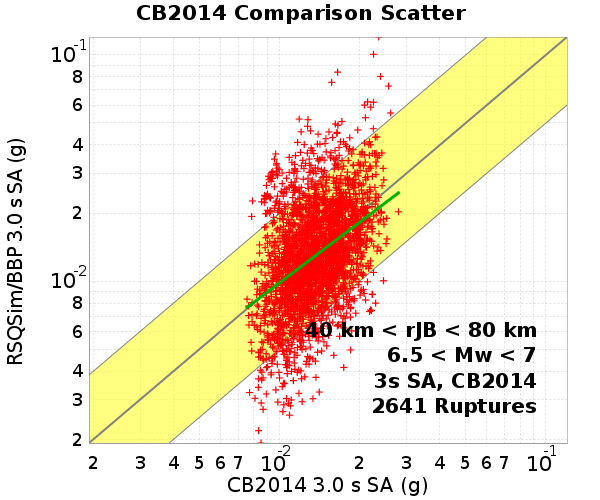 CB2014 Comparison Scatter
RSQSim/BBP 3.0 s SA (g)
10-1
8
6
4
3
2
10-2
8
6
4
3
2
40 km < rJB < 80 km
6.5 < Mw < 7
3s SA, CB2014
2641 Ruptures
2 3 4 5 6 7 10-2 2 3 4 5 6 7 10-1
CB2014 3.0 s SA (g)